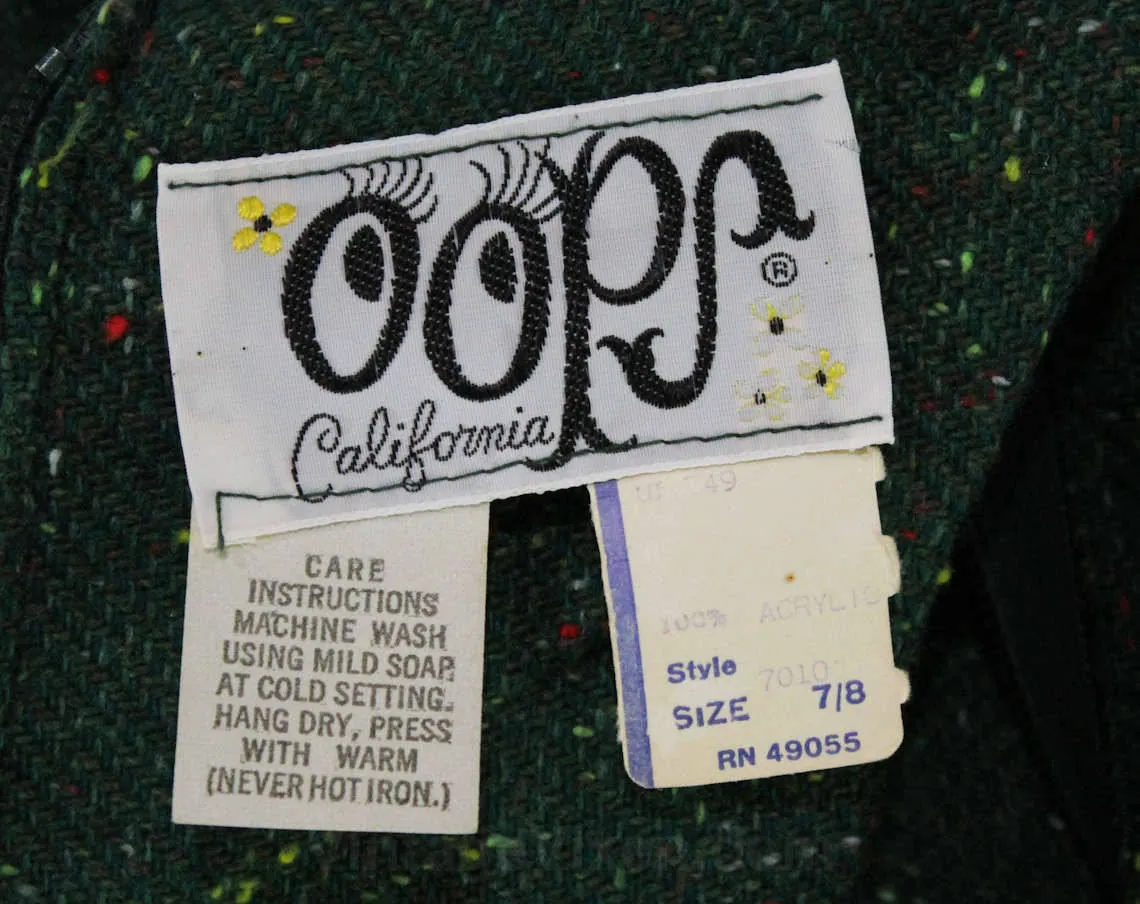 oops
®
California
CARE
INSTRUCTIONS
MACHINE WASH
USING MILD SOAP
AT COLD SETTING.
HANG DRY, PRESS
WITH WARM
(NEVER HOT IRON.)
49
100% ACRYLIC
Style 7010
SIZE 7/8
RN 49055